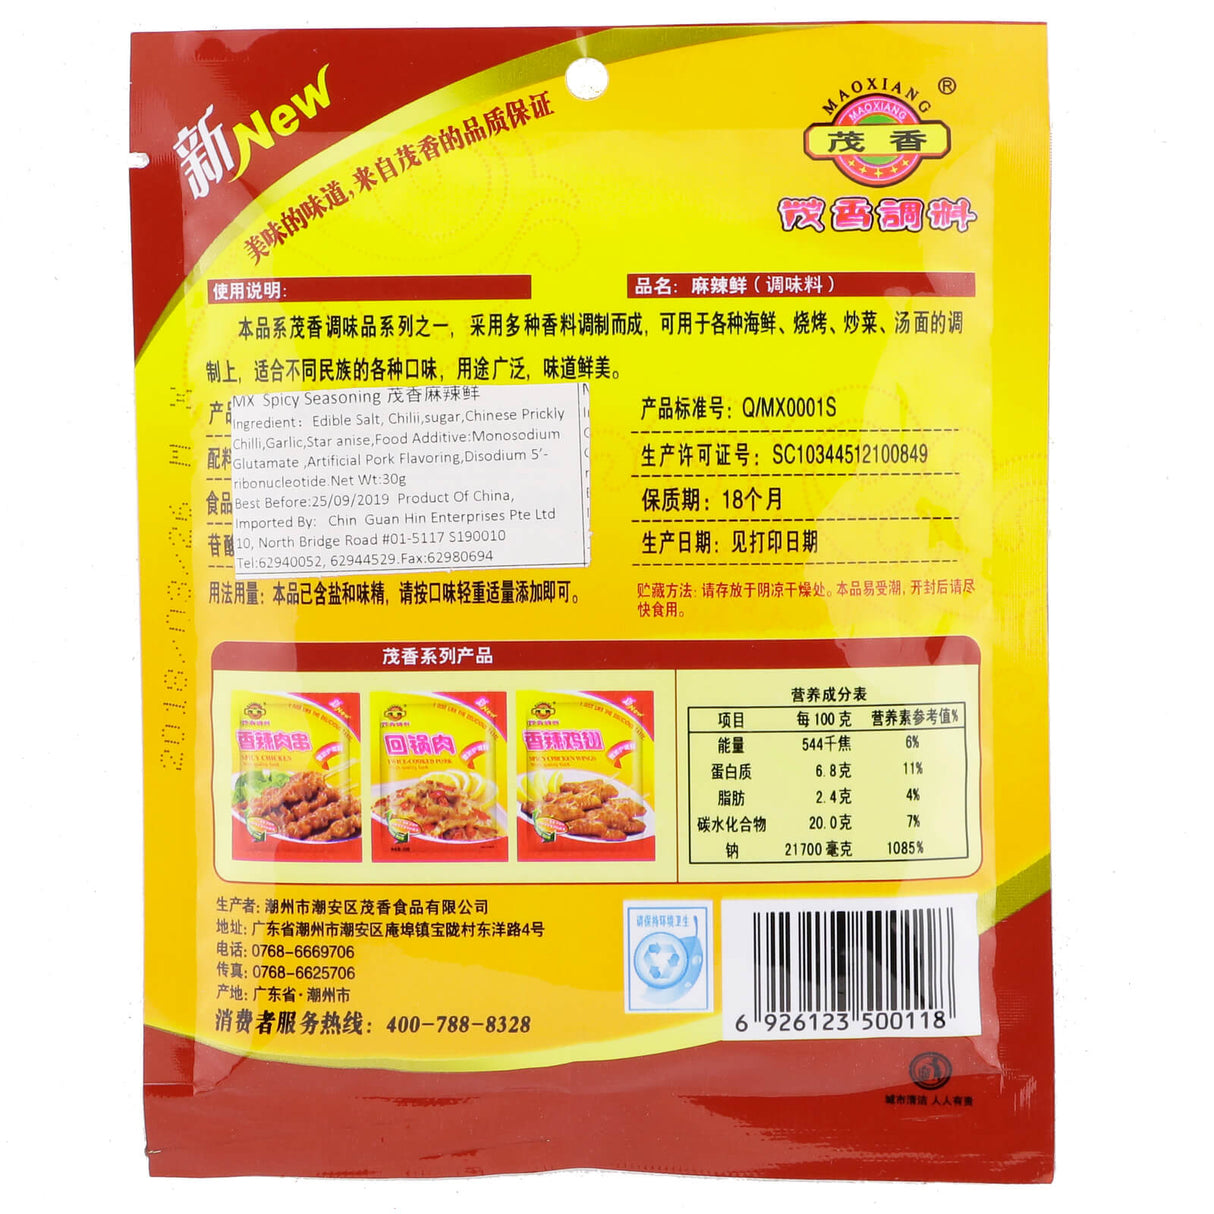 新New
美味的味道,来自茂香的品质保证
MAOXIANG®
MAOXIANG
茂香
茂香調料
使用说明:
本品系茂香调味品系列之一，采用多种香料调制而成，可用于各种海鲜、烧烤、炒菜、汤面的调
制上，适合不同民族的各种口味，用途广泛，味道鲜美。
MX Spicy Seasoning 茂香麻辣鲜
Ingredient: Edible Salt, Chilii,sugar,Chinese Prickly
Chilli,Garlic,Star anise,Food Additive:Monosodium
Glutamate ,Artificial Pork Flavoring,Disodium 5'-
ribonucleotide.Net Wt:30g
Best Before:25/09/2019 Product Of China,
Imported By: Chin Guan Hin Enterprises Pte Ltd
10, North Bridge Road #01-5117 S190010
Tel:62940052, 62944529.Fax:62980694
配料
食品
用法用量：本品已含盐和味精，请按口味轻重适量添加即可。
品名：麻辣鲜（调味料）
产品标准号：Q/MX0001S
生产许可证号：SC10344512100849
保质期：18个月
生产日期：见打印日期
贮藏方法：请存放于阴凉干燥处。本品易受潮，开封后请尽
快食用。
茂香系列产品
香辣肉串
SPICY CHICKEN
回锅肉
TWICE-COOKED PORK
香辣鸡翅
SPICY CHICKEN WINGS
营养成分表
项目 每100克 营养素参考值%
能量 544千焦 6%
蛋白质 6.8克 11%
脂肪 2.4克 4%
碳水化合物 20.0克 7%
钠 21700毫克 1085%
生产者：潮州市潮安区茂香食品有限公司
地址：广东省潮州市潮安区庵埠镇宝陇村东洋路4号
电话：0768-6669706
传真：0768-6625706
产地：广东省·潮州市
消费者服务热线：400-788-8328
请保持环境卫生
6 926123 500118
城市清洁 人人有责